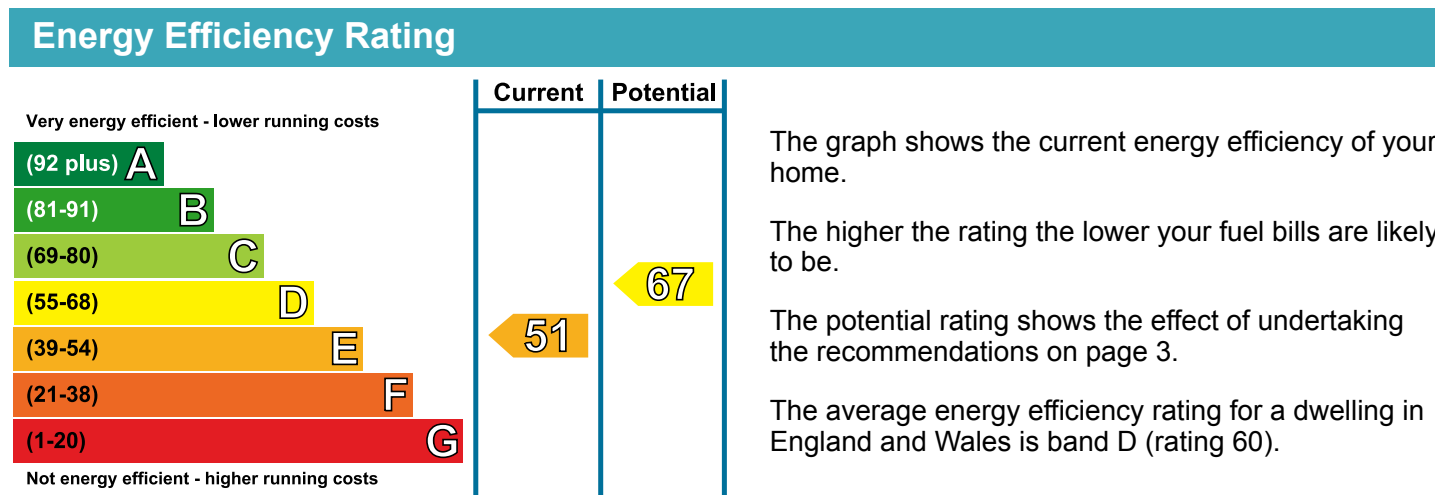 Energy Efficiency Rating
Current Potential
Very energy efficient - lower running costs
(92 plus) A
(81-91) B
(69-80) C
(55-68) D
(39-54) E
(21-38) F
(1-20) G
Not energy efficient - higher running costs
67
51
The graph shows the current energy efficiency of your
home.
The higher the rating the lower your fuel bills are likely
to be.
The potential rating shows the effect of undertaking
the recommendations on page 3.
The average energy efficiency rating for a dwelling in
England and Wales is band D (rating 60).